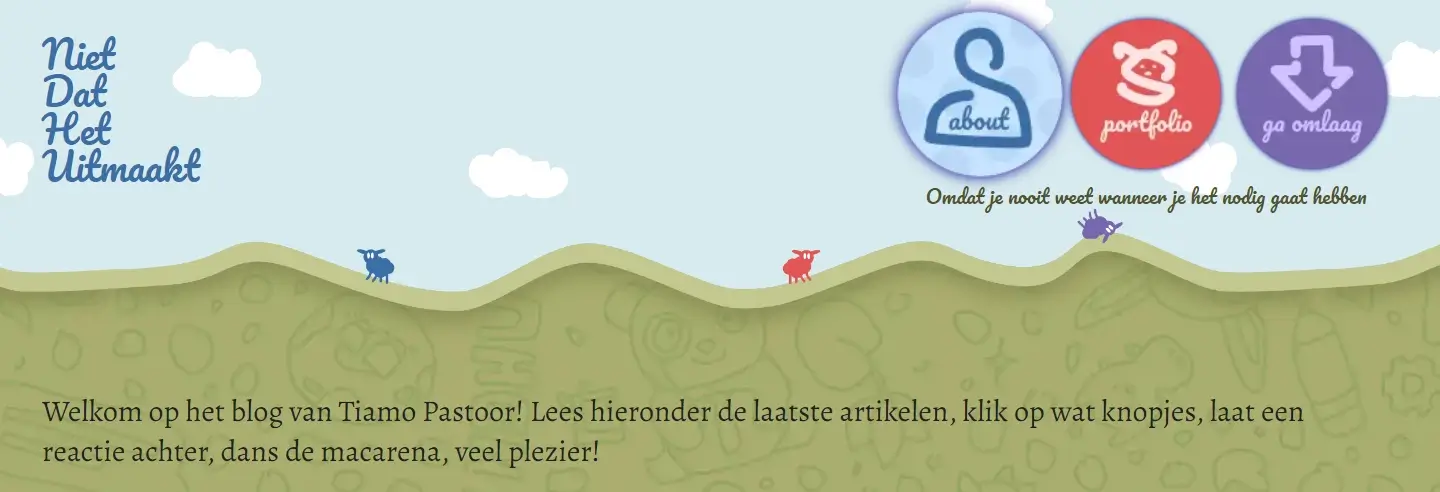 Niet
Dat
Het
Uitmaakt
about
portfolio
ga omlaag
Omdat je nooit weet wanneer je het nodig gaat hebben
Welkom op het blog van Tiamo Pastoor! Lees hieronder de laatste artikelen, klik op wat knopjes, laat een
reactie achter, dans de macarena, veel plezier!